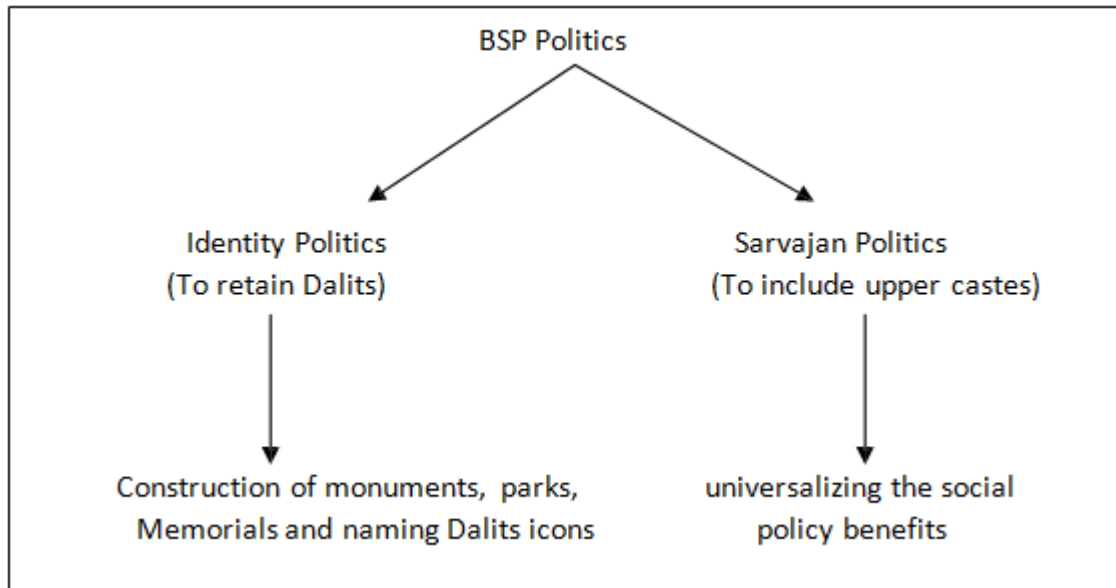 BSP Politics
Identity Politics
(To retain Dalits)
Sarvajan Politics
(To include upper castes)
Construction of monuments, parks,
Memorials and naming Dalits icons
universalizing the social
policy benefits